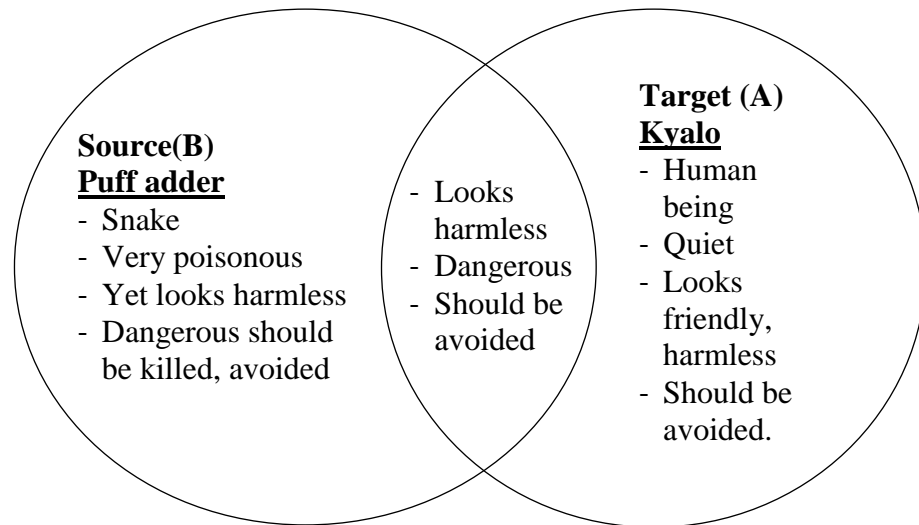 Source(B)
Puff adder
- Snake
- Very poisonous
- Yet looks harmless
- Dangerous should
be killed, avoided
- Looks
harmless
- Dangerous
- Should be
avoided
Target (A)
Kyalo
- Human
being
- Quiet
- Looks
friendly,
harmless
- Should be
avoided.